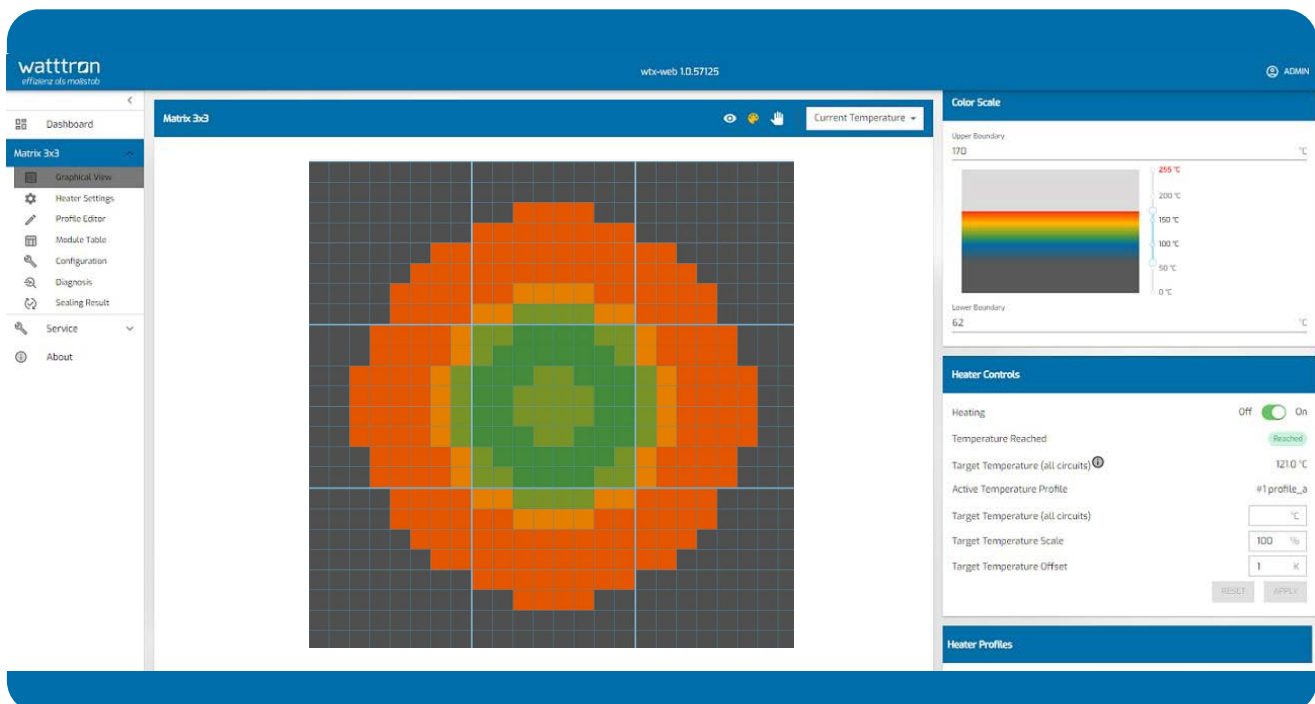 watttron
effizienz als maßstab
wtx-web 1.0.57125
ADMIN
Dashboard
Matrix 3x3
Graphical View
Heater Settings
Profile Editor
Module Table
Configuration
Diagnosis
Sealing Result
Service
About
Matrix 3x3
Current Temperature
Color Scale
Upper Boundary
170 °C
255 °C
200 °C
150 °C
100 °C
50 °C
0 °C
Lower Boundary
62 °C
Heater Controls
Heating Off On
Temperature Reached Reached
Target Temperature (all circuits) 121.0 °C
Active Temperature Profile #1 profile_a
Target Temperature (all circuits) °C
Target Temperature Scale 100 %
Target Temperature Offset 1 K
RESET APPLY
Heater Profiles